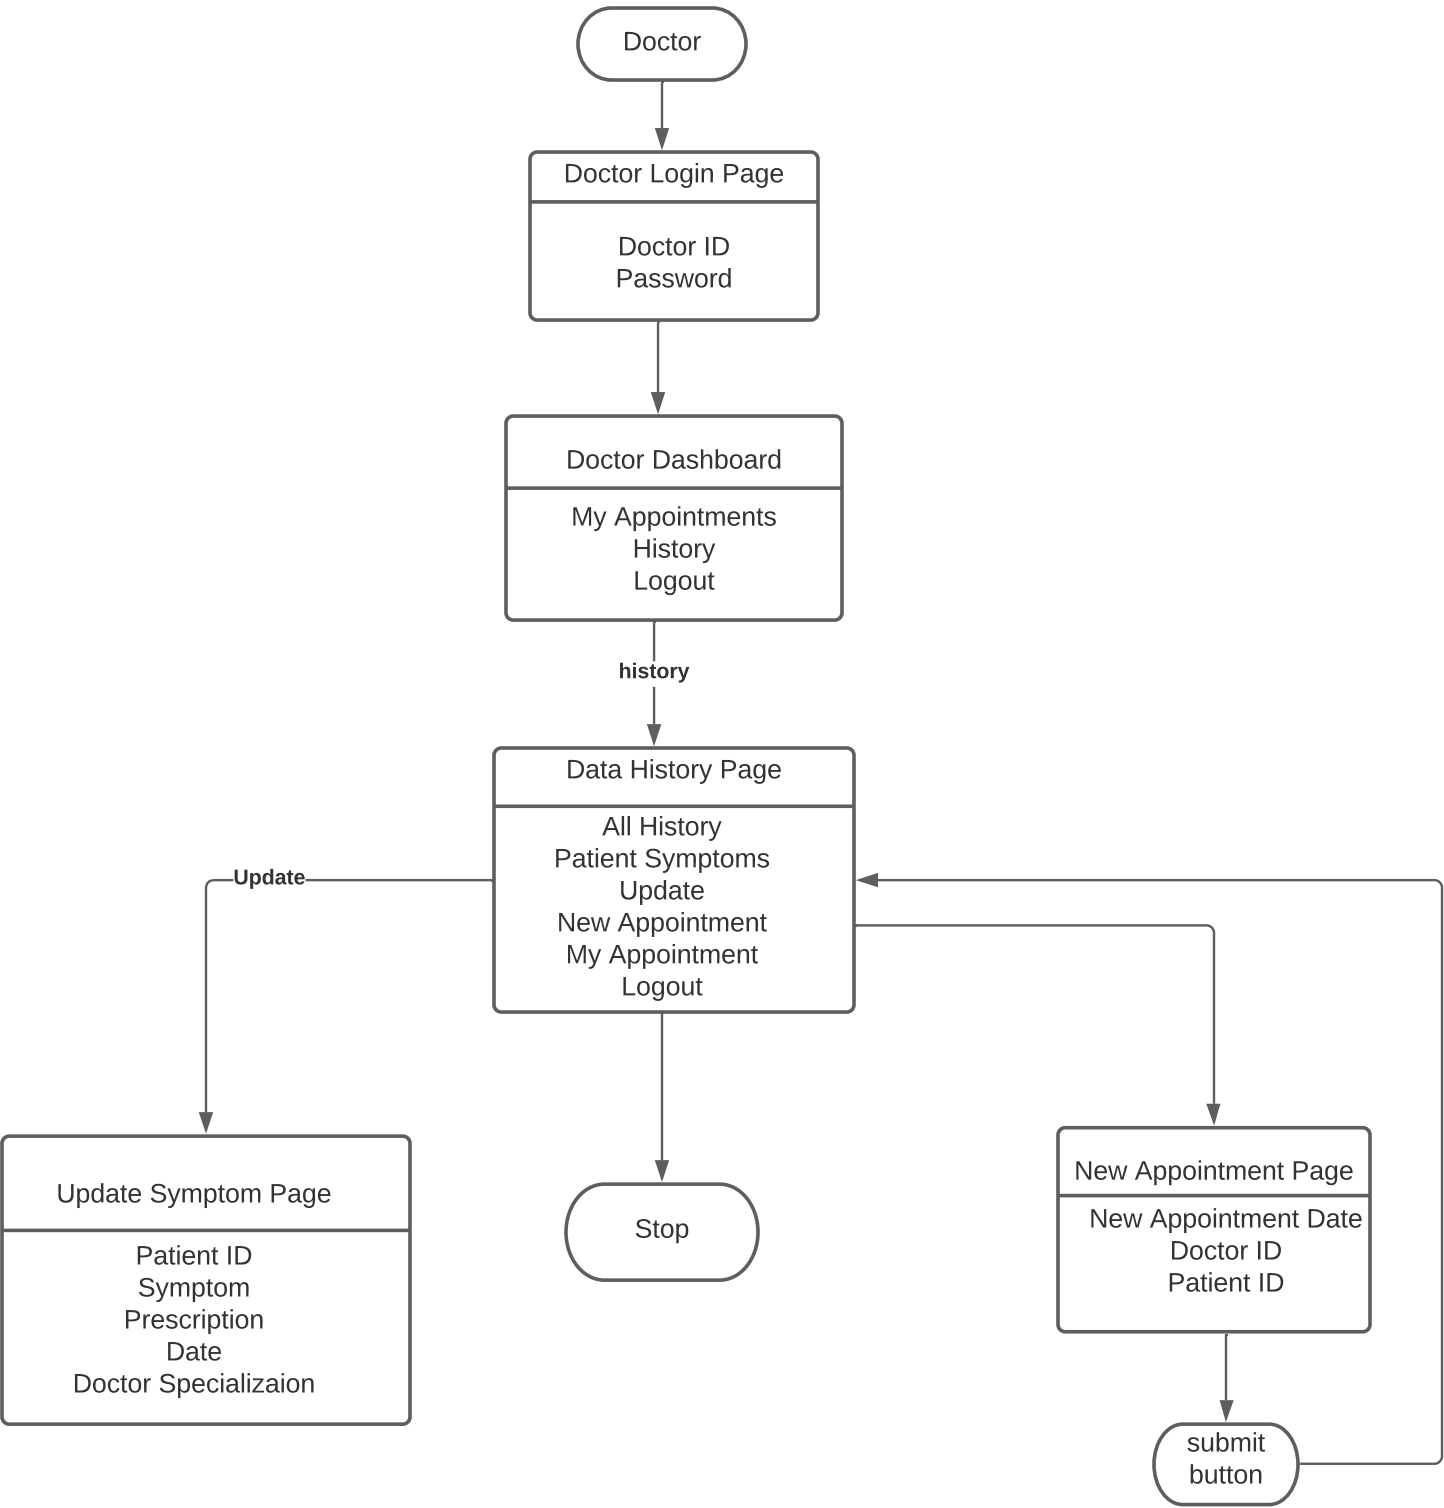 Doctor
Doctor Login Page
Doctor ID
Password
Doctor Dashboard
My Appointments
History
Logout
history
Data History Page
All History
Patient Symptoms
Update
New Appointment
My Appointment
Logout
Update
Update Symptom Page
Patient ID
Symptom
Prescription
Date
Doctor Specializaion
Stop
New Appointment Page
New Appointment Date
Doctor ID
Patient ID
submit
button